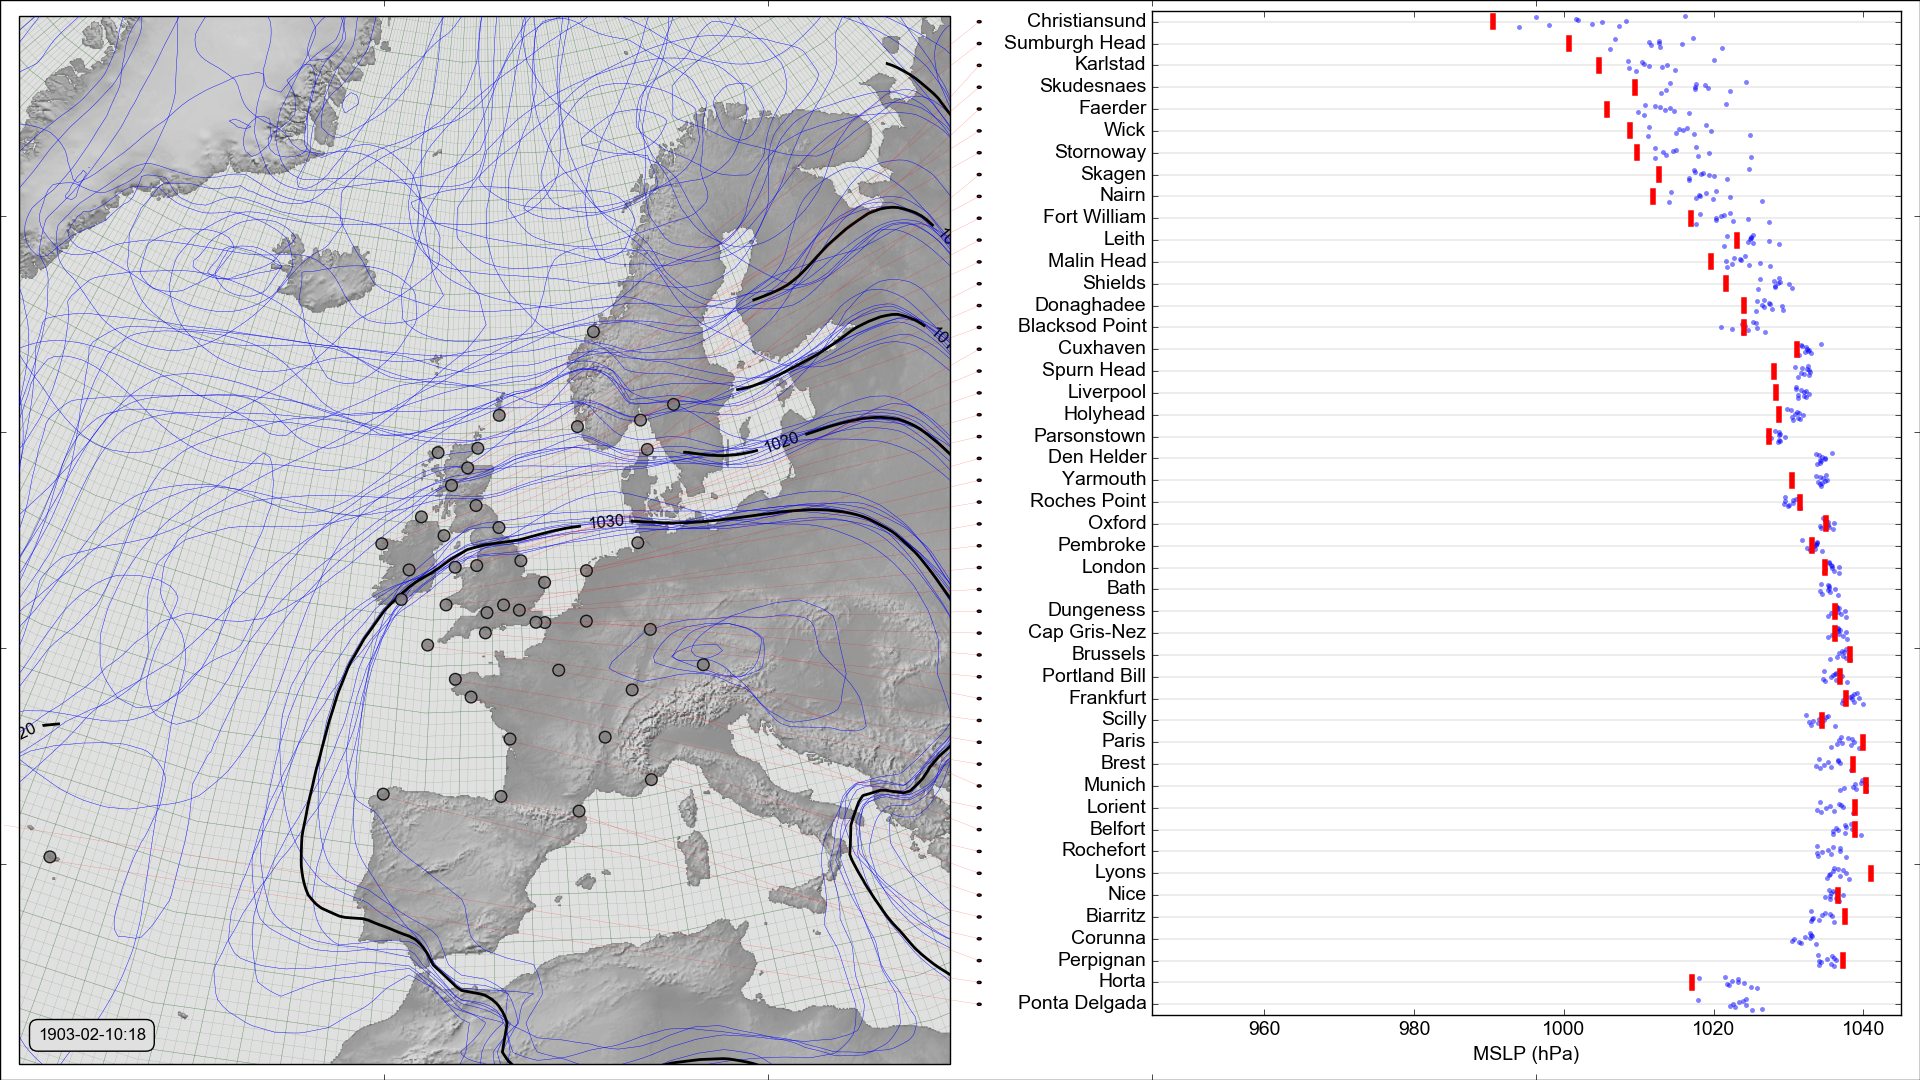 1020
1030
20
1903-02-10:18
Christiansund
Sumburgh Head
Karlstad
Skudesnaes
Faerder
Wick
Stornoway
Skagen
Nairn
Fort William
Leith
Malin Head
Shields
Donaghadee
Blacksod Point
Cuxhaven
Spurn Head
Liverpool
Holyhead
Parsonstown
Den Helder
Yarmouth
Roches Point
Oxford
Pembroke
London
Bath
Dungeness
Cap Gris-Nez
Brussels
Portland Bill
Frankfurt
Scilly
Paris
Brest
Munich
Lorient
Belfort
Rochefort
Lyons
Nice
Biarritz
Corunna
Perpignan
Horta
Ponta Delgada
960 980 1000 1020 1040
MSLP (hPa)